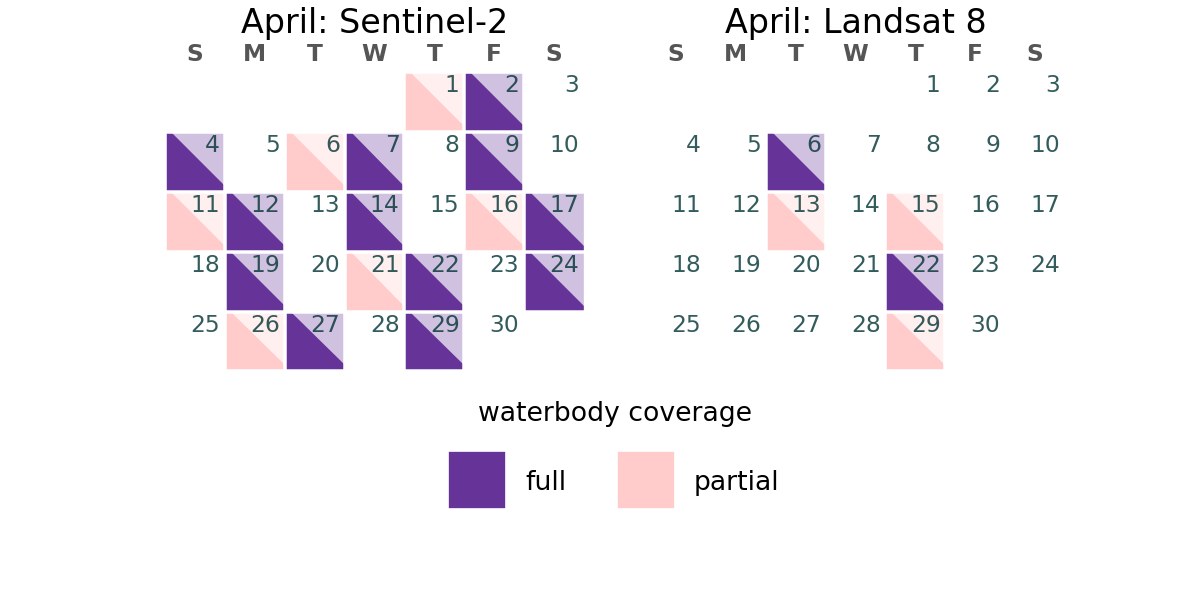 April: Sentinel-2
S M T W T F S
1 2 3
4 5 6 7 8 9 10
11 12 13 14 15 16 17
18 19 20 21 22 23 24
25 26 27 28 29 30
April: Landsat 8
S M T W T F S
1 2 3
4 5 6 7 8 9 10
11 12 13 14 15 16 17
18 19 20 21 22 23 24
25 26 27 28 29 30
waterbody coverage
full
partial